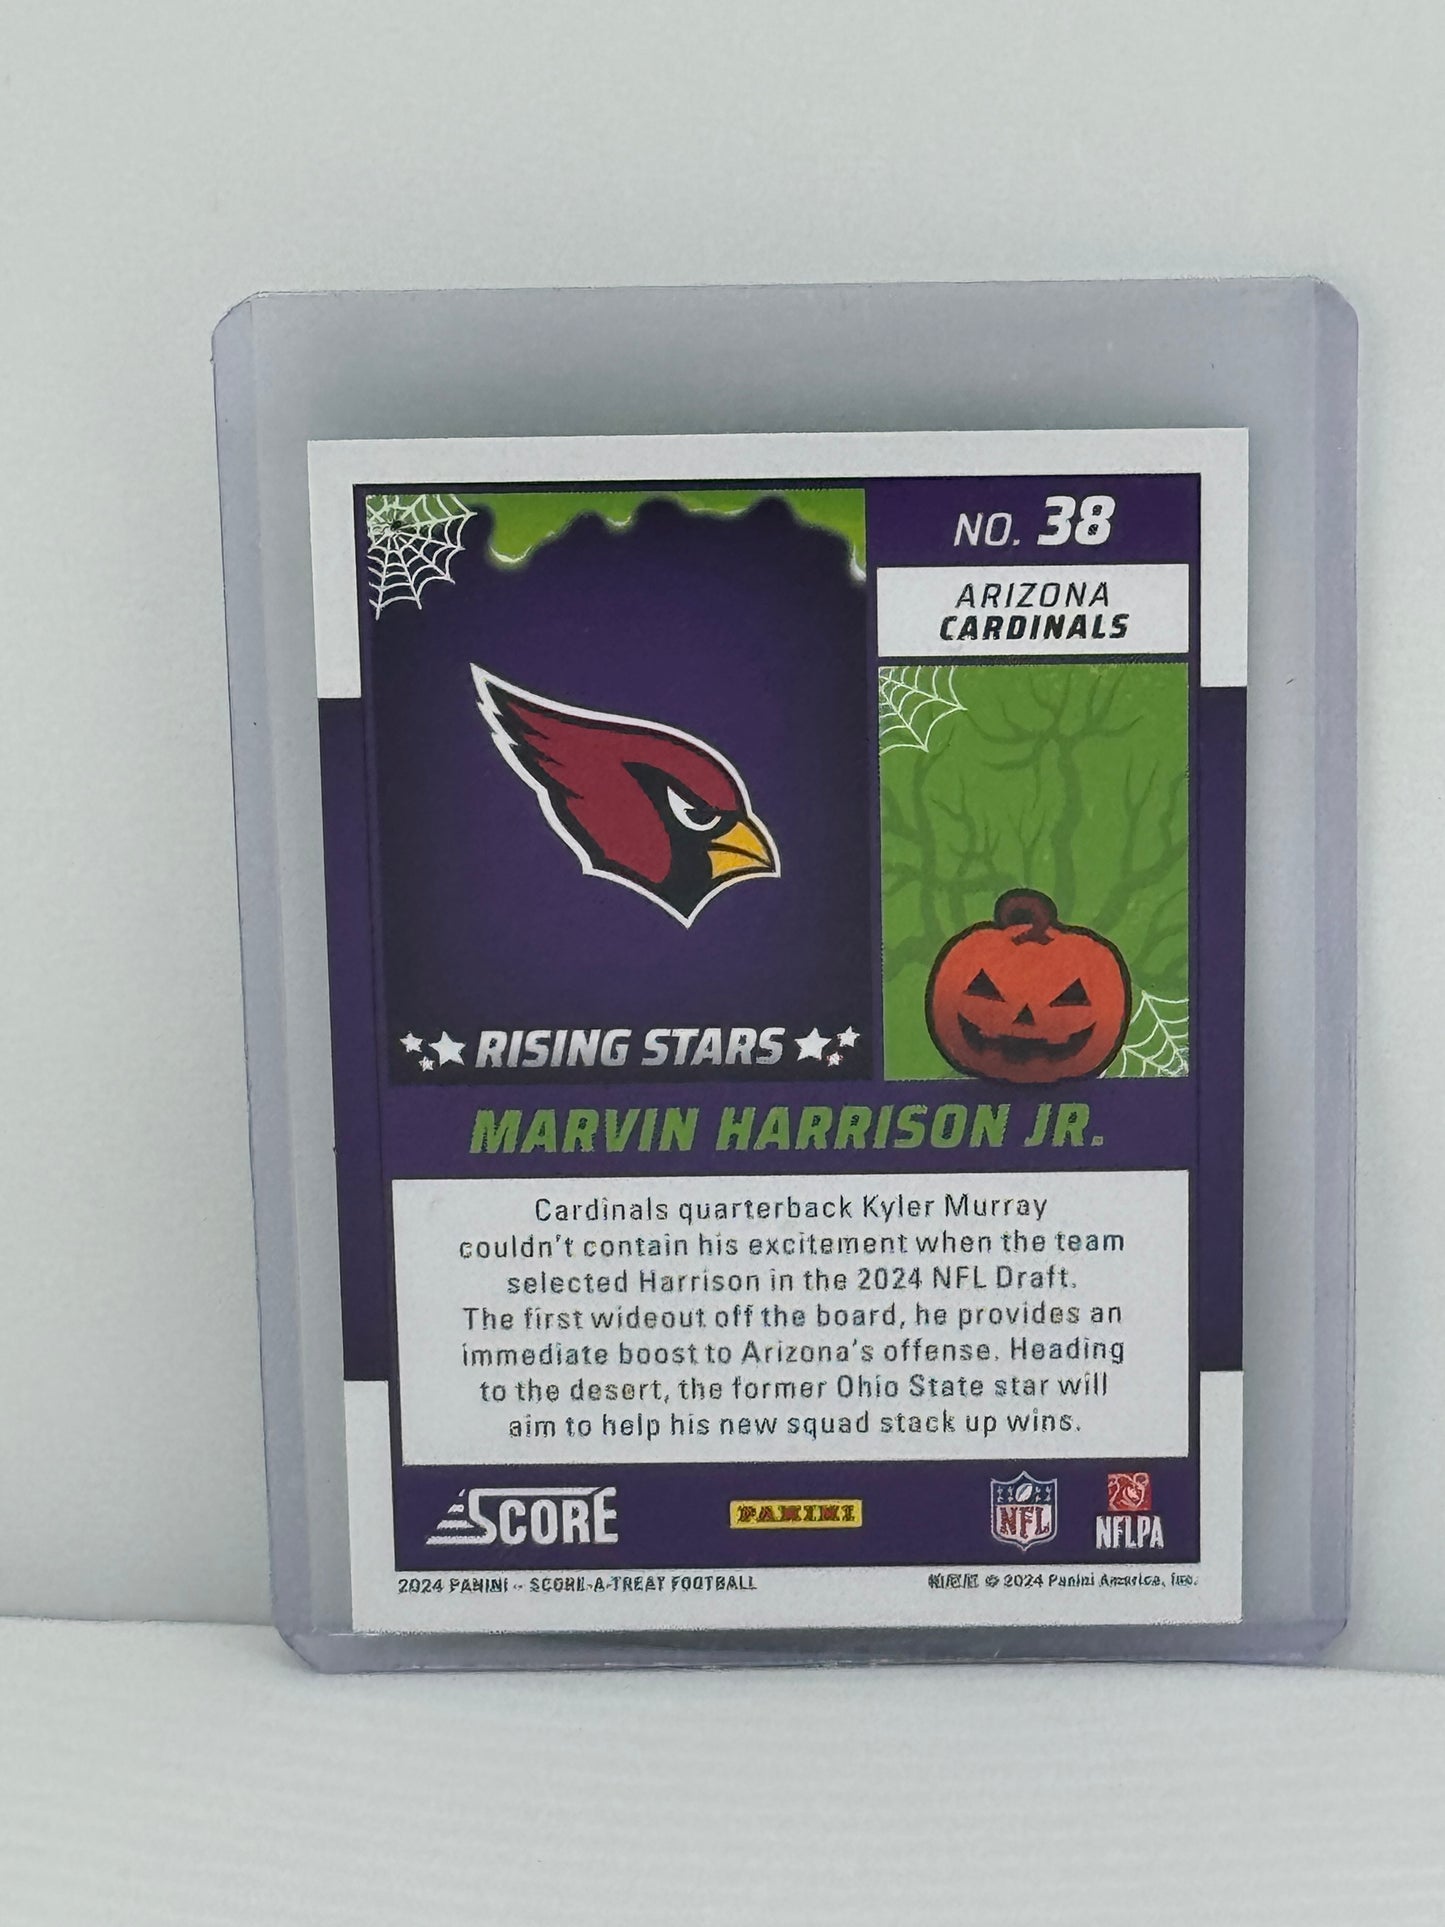 NO. 38
ARIZONA
CARDINALS
RISING STARS
MARVIN HARRISON JR.
Cardinals quarterback Kyler Murray
couldn't contain his excitement when the team
selected Harrison in the 2024 NFL Draft.
The first wideout off the board, he provides an
immediate boost to Arizona's offense. Heading
to the desert, the former Ohio State star will
aim to help his new squad stack up wins.
SCORE
PANINI
NFL
NFLPA
2024 PANINI - SCORE-A-TREAT FOOTBALL
© 2024 Panini America, Inc.